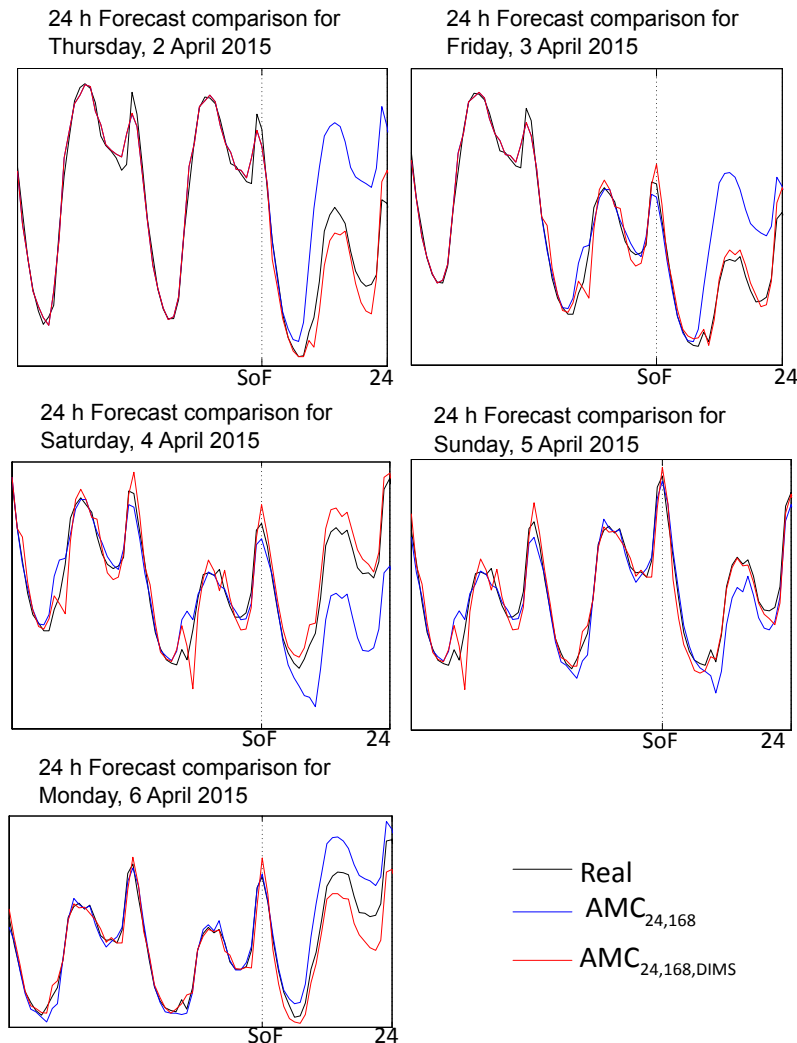 24 h Forecast comparison for
Thursday, 2 April 2015
24 h Forecast comparison for
Friday, 3 April 2015
SoF
24
SoF
24
24 h Forecast comparison for
Saturday, 4 April 2015
24 h Forecast comparison for
Sunday, 5 April 2015
SoF
24
SoF
24
24 h Forecast comparison for
Monday, 6 April 2015
Real
AMC24,168
AMC24,168,DIMS
SoF
24